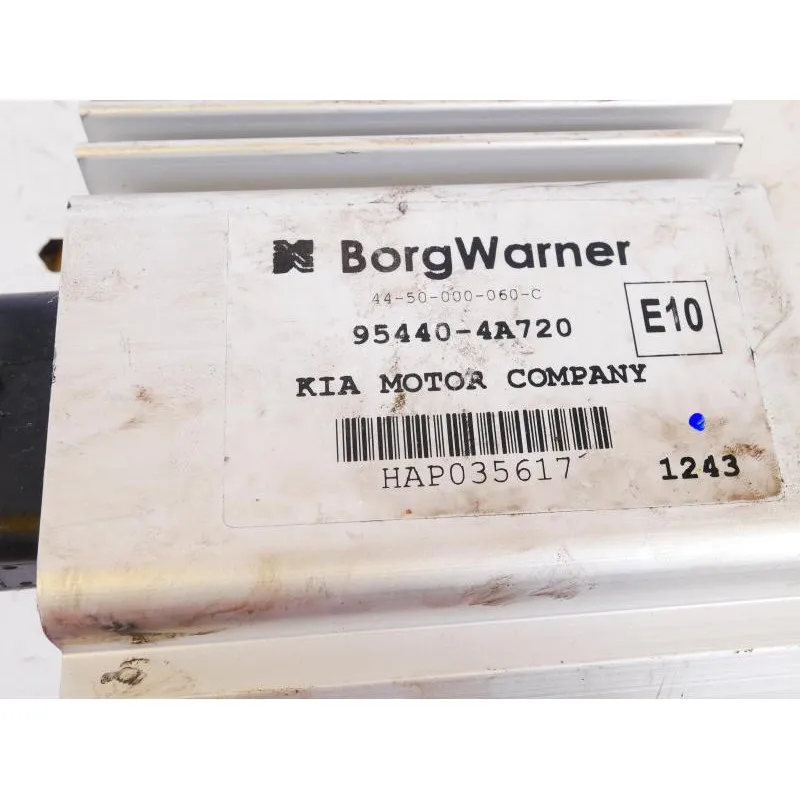 BorgWarner
44-50-000-060-C
95440-4A720
E10
KIA MOTOR COMPANY
HAP035617
1243